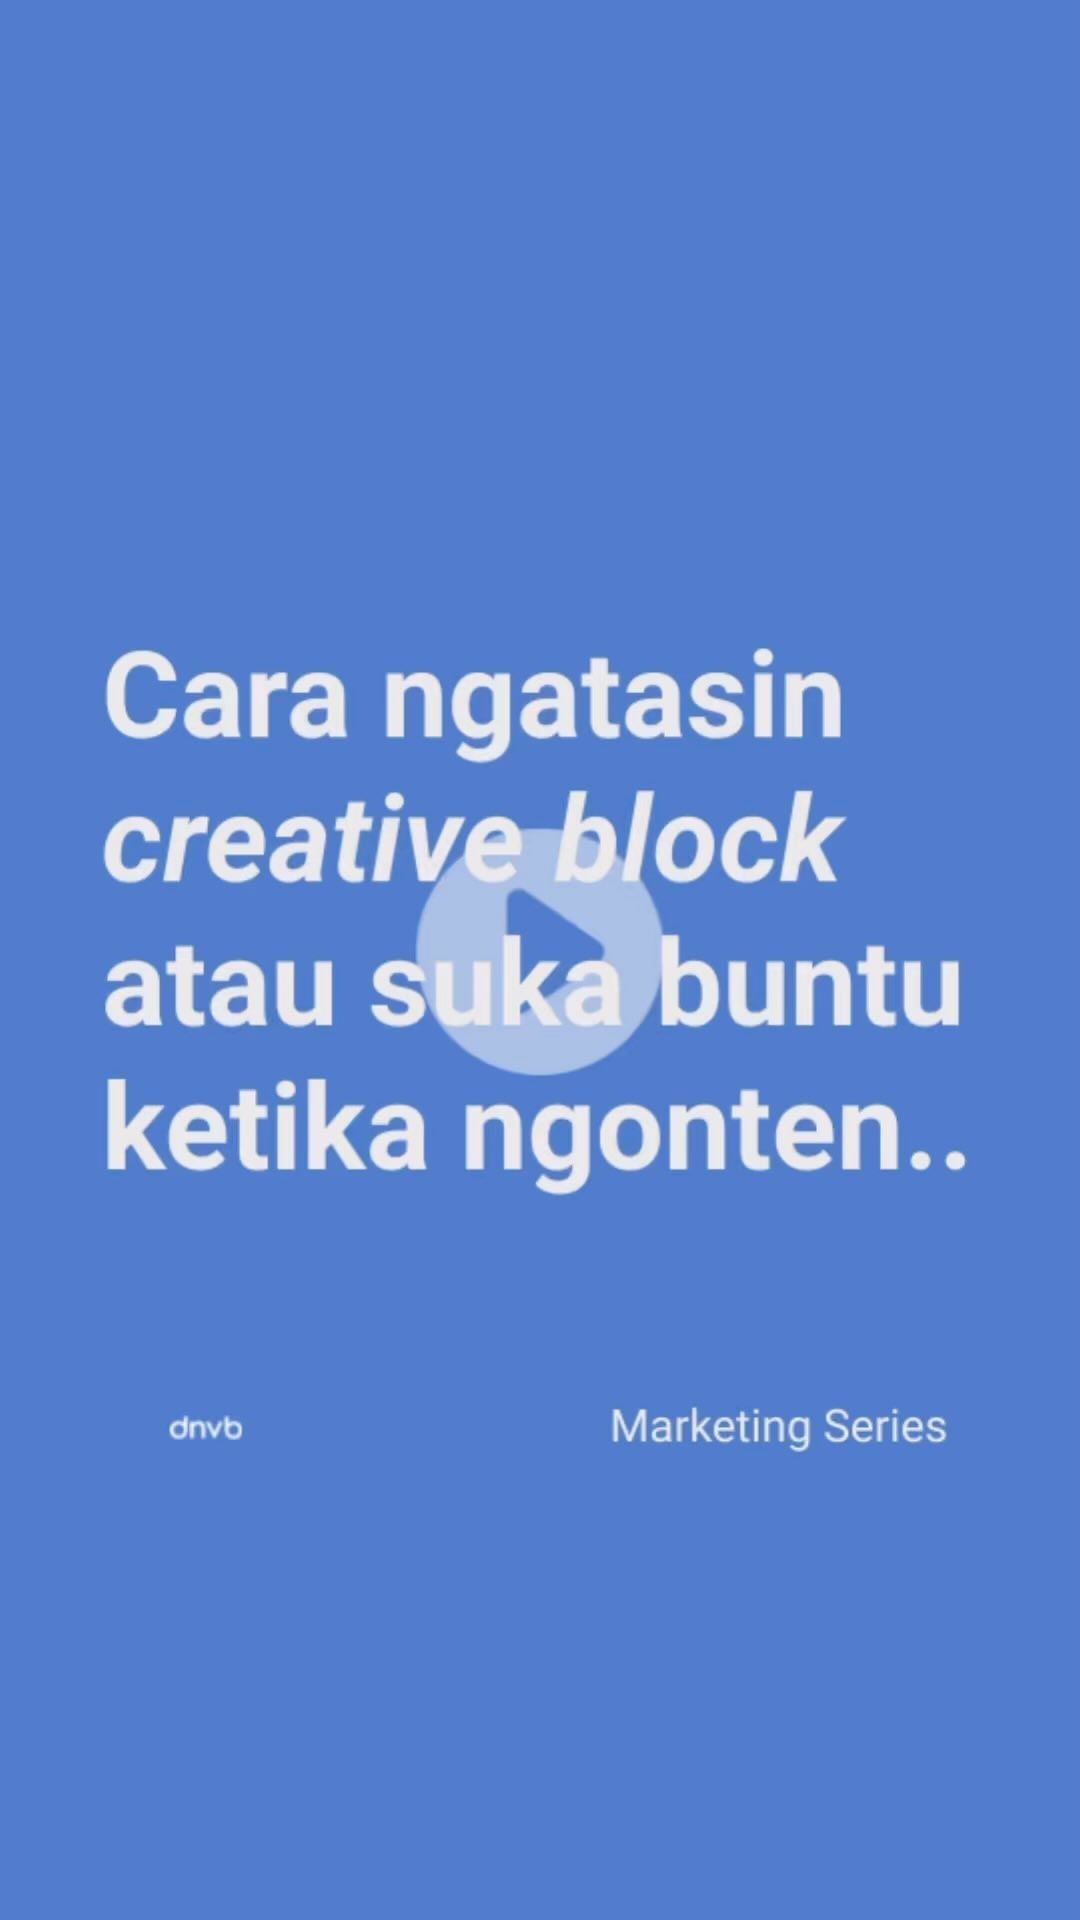 Cara ngatasin
creative block
atau suka buntu
ketika ngonten..
dnvb
Marketing Series